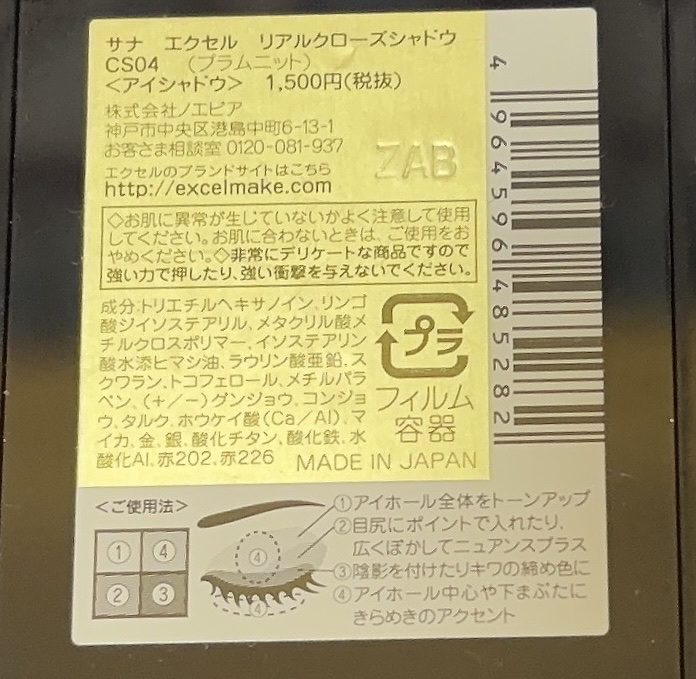 サナ エクセル リアルクローズシャドウ
CS04 (プラムニット)
<アイシャドウ> 1,500円(税抜)
株式会社ノエビア
神戸市中央区港島中町6-13-1
お客さま相談室 0120-081-937
エクセルのブランドサイトはこちら
http://excelmake.com
ZAB
◇お肌に異常が生じていないかよく注意して使用
してください。お肌に合わないときは、ご使用をお
やめください。◇非常にデリケートな商品ですので
強い力で押したり、強い衝撃を与えないでください。
成分:トリエチルヘキサノイン、リンゴ
酸ジイソステアリル、メタクリル酸メ
チルクロスポリマー、イソステアリン
酸水添ヒマシ油、ラウリン酸亜鉛、ス
クワラン、トコフェロール、メチルパラ
ベン、(+/-)グンジョウ、コンジョ
ウ、タルク、ホウケイ酸(Ca/Al)、マ
イカ、金、銀、酸化チタン、酸化鉄、水
酸化Al、赤202、赤226
プラ
フィルム
容器
MADE IN JAPAN
4 964596 485282
<ご使用法>
① ④
② ③
④
④
①アイホール全体をトーンアップ
②目尻にポイントで入れたり、
広くぼかしてニュアンスプラス
③陰影を付けたりキワの締め色に
④アイホール中心や下まぶたに
きらめきのアクセント